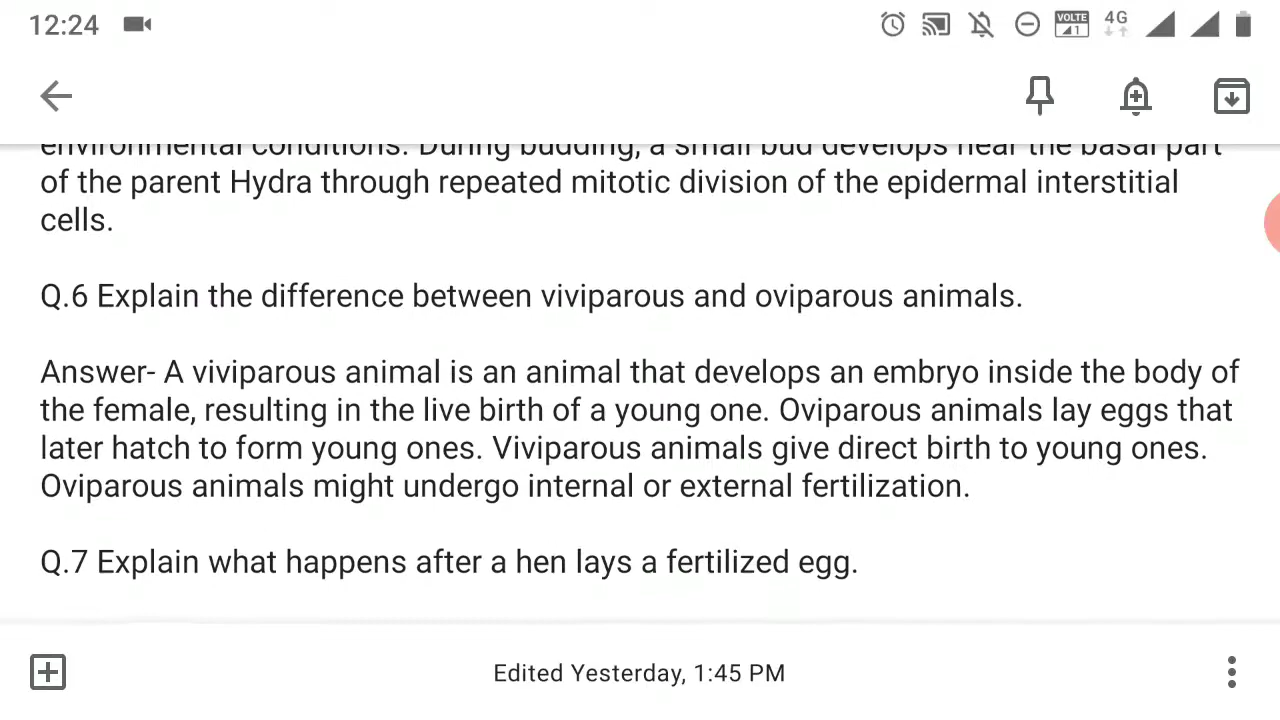 12:24
VOLTE
1
4G
environmental conditions. During budding, a small bud develops near the basal part
of the parent Hydra through repeated mitotic division of the epidermal interstitial
cells.
Q.6 Explain the difference between viviparous and oviparous animals.
Answer- A viviparous animal is an animal that develops an embryo inside the body of
the female, resulting in the live birth of a young one. Oviparous animals lay eggs that
later hatch to form young ones. Viviparous animals give direct birth to young ones.
Oviparous animals might undergo internal or external fertilization.
Q.7 Explain what happens after a hen lays a fertilized egg.
Edited Yesterday, 1:45 PM